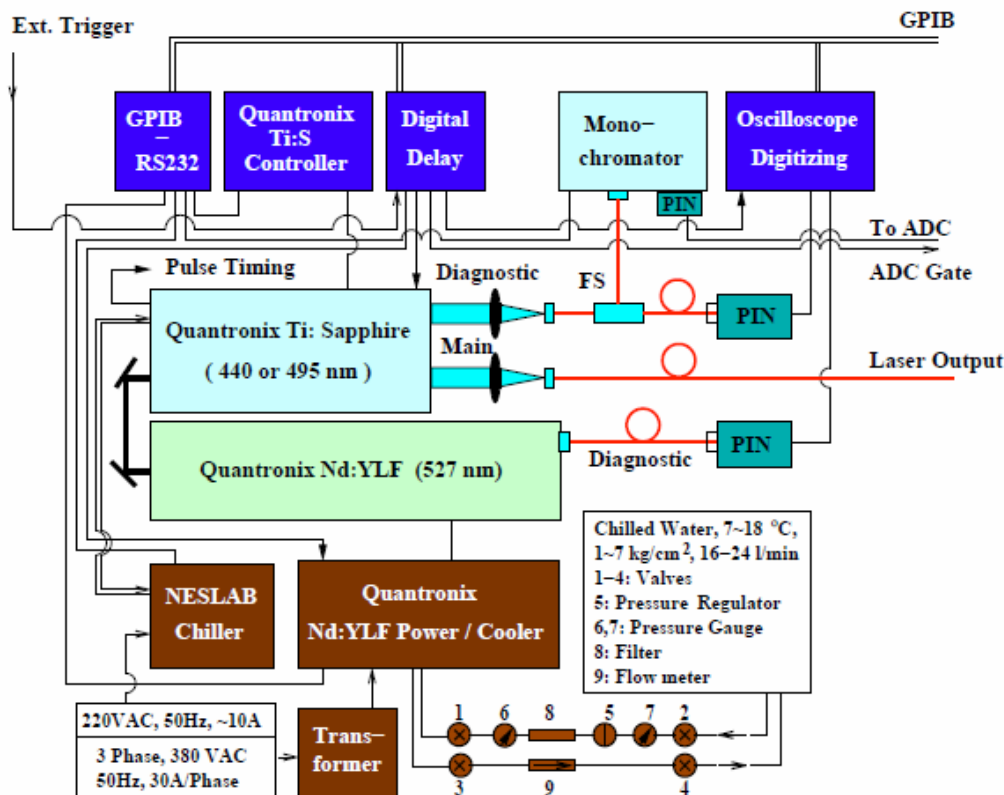 Ext. Trigger
GPIB
GPIB
−
RS232
Quantronix
Ti:S
Controller
Digital
Delay
Mono−
chromator
PIN
Oscilloscope
Digitizing
To ADC
ADC Gate
Pulse Timing
Diagnostic
FS
Quantronix Ti: Sapphire
( 440 or 495 nm )
PIN
Main
Laser Output
Quantronix Nd:YLF (527 nm)
Diagnostic
PIN
NESLAB
Chiller
Quantronix
Nd:YLF Power / Cooler
Chilled Water, 7~18 °C,
1~7 kg/cm², 16−24 l/min
1−4: Valves
5: Pressure Regulator
6,7: Pressure Gauge
8: Filter
9: Flow meter
220VAC, 50Hz, ~10A
3 Phase, 380 VAC
50Hz, 30A/Phase
Trans−
former
1 6 8 5 7 2
3 9 4